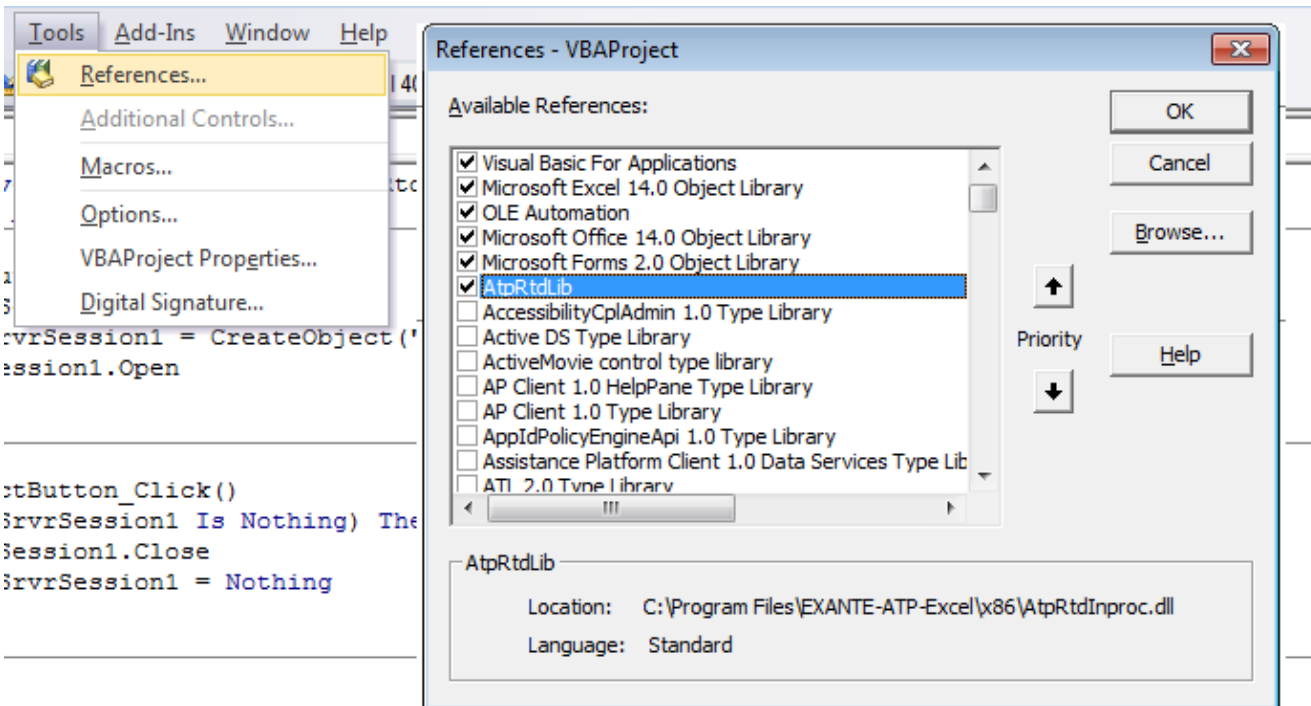 Tools Add-Ins Window Help
References...
Additional Controls...
Macros...
Options...
VBAProject Properties...
Digital Signature...
rvrSession1 = CreateObject("
ession1.Open
ctButton_Click()
SrvrSession1 Is Nothing) The
Session1.Close
SrvrSession1 = Nothing
References - VBAProject
Available References:
Visual Basic For Applications
Microsoft Excel 14.0 Object Library
OLE Automation
Microsoft Office 14.0 Object Library
Microsoft Forms 2.0 Object Library
AtpRtdLib
AccessibilityCplAdmin 1.0 Type Library
Active DS Type Library
ActiveMovie control type library
AP Client 1.0 HelpPane Type Library
AP Client 1.0 Type Library
AppIdPolicyEngineApi 1.0 Type Library
Assistance Platform Client 1.0 Data Services Type Lib
ATL 2.0 Type Library
OK
Cancel
Browse...
Priority
Help
AtpRtdLib
Location: C:\Program Files\EXANTE-ATP-Excel\x86\AtpRtdInproc.dll
Language: Standard